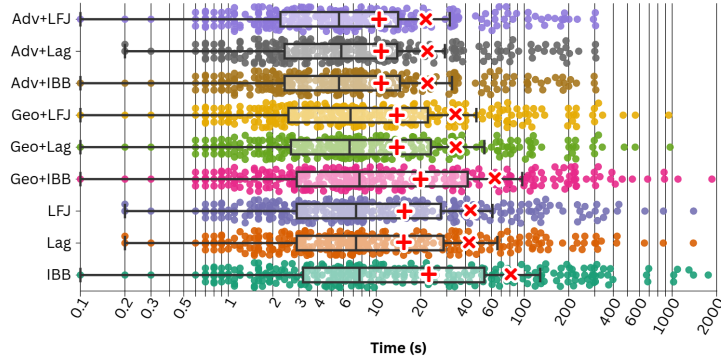 Adv+LFJ
Adv+Lag
Adv+IBB
Geo+LFJ
Geo+Lag
Geo+IBB
LFJ
Lag
IBB
0.1 0.2 0.3 0.5 1 2 3 4 6 10 20 40 60 100 200 400 600 1000 2000
Time (s)